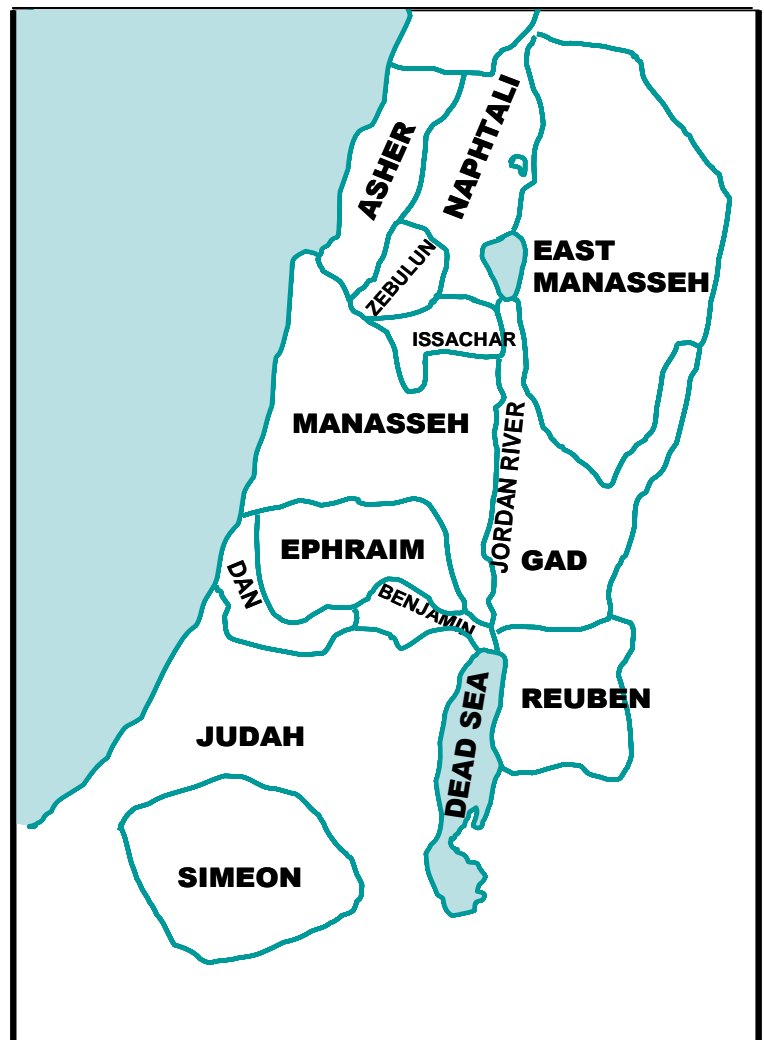 ASHER
NAPHTALI
ZEBULUN
EAST
MANASSEH
ISSACHAR
MANASSEH
JORDAN RIVER
EPHRAIM
GAD
DAN
BENJAMIN
REUBEN
JUDAH
DEAD SEA
SIMEON